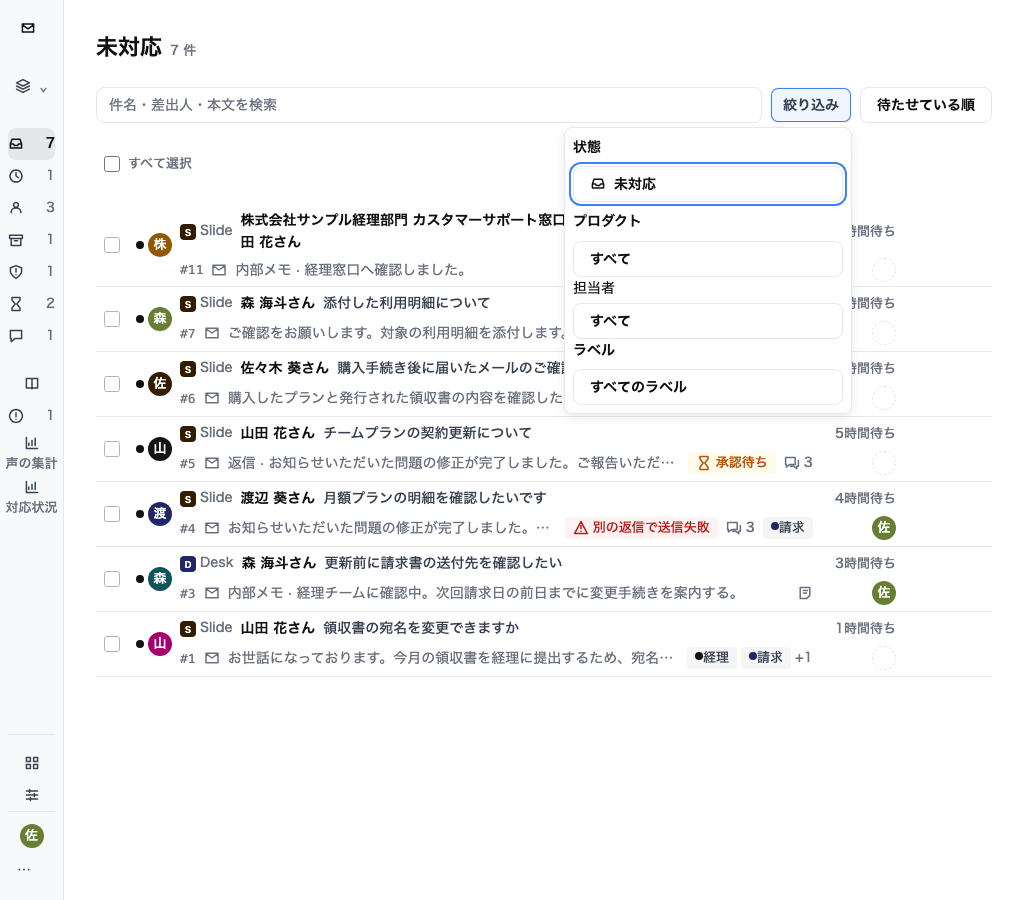 未対応 7 件
件名・差出人・本文を検索
絞り込み
待たせている順
7
1
3
1
1
2
1
1
声の集計
対応状況
佐
…
すべて選択
状態
未対応
プロダクト
すべて
担当者
すべて
ラベル
すべてのラベル
株 S Slide 株式会社サンプル経理部門 カスタマーサポート窓口
田 花さん
時間待ち
#11 内部メモ · 経理窓口へ確認しました。
森 S Slide 森 海斗さん 添付した利用明細について
時間待ち
#7 ご確認をお願いします。対象の利用明細を添付します。
佐 S Slide 佐々木 葵さん 購入手続き後に届いたメールのご確
時間待ち
#6 購入したプランと発行された領収書の内容を確認した
山 S Slide 山田 花さん チームプランの契約更新について 5時間待ち
#5 返信 · お知らせいただいた問題の修正が完了しました。ご報告いただ… 承認待ち 3
渡 S Slide 渡辺 葵さん 月額プランの明細を確認したいです 4時間待ち
#4 お知らせいただいた問題の修正が完了しました。… 別の返信で送信失敗 3 請求 佐
森 D Desk 森 海斗さん 更新前に請求書の送付先を確認したい 3時間待ち
#3 内部メモ · 経理チームに確認中。次回請求日の前日までに変更手続きを案内する。 佐
山 S Slide 山田 花さん 領収書の宛名を変更できますか 1時間待ち
#1 お世話になっております。今月の領収書を経理に提出するため、宛名… 経理 請求 +1